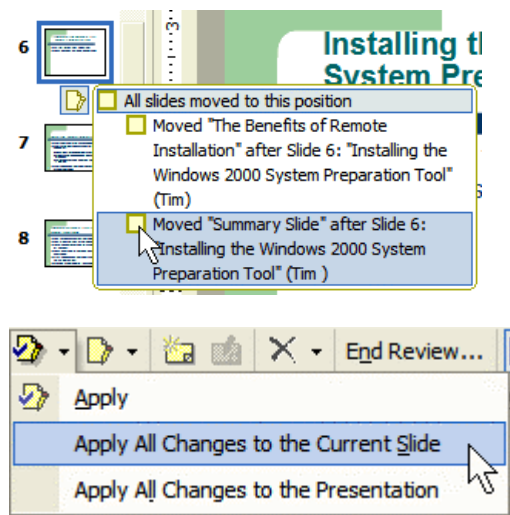 6
3
Installing
System
All slides moved to this position
Moved "The Benefits of Remote
Installation" after Slide 6: "Installing the
Windows 2000 System Preparation Tool"
(Tim)
7
Moved "Summary Slide" after Slide 6:
"Installing the Windows 2000 System
Preparation Tool" (Tim )
8
End Review...
Apply
Apply All Changes to the Current Slide
Apply All Changes to the Presentation